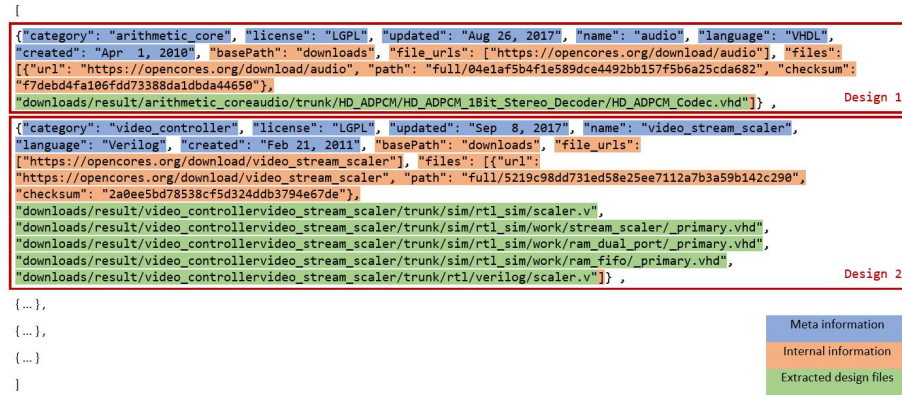 [
{"category": "arithmetic_core", "license": "LGPL", "updated": "Aug 26, 2017", "name": "audio", "language": "VHDL",
"created": "Apr  1, 2010", "basePath": "downloads", "file_urls": ["https://opencores.org/download/audio"], "files":
[{"url": "https://opencores.org/download/audio", "path": "full/04e1af5b4f1e589dce4492bb157f5b6a25cda682", "checksum":
"f7debd4fa106fdd73388da1dbda44650"},
"downloads/result/arithmetic_coreaudio/trunk/HD_ADPCM/HD_ADPCM_1Bit_Stereo_Decoder/HD_ADPCM_Codec.vhd"]} ,
Design 1
{"category": "video_controller", "license": "LGPL", "updated": "Sep  8, 2017", "name": "video_stream_scaler",
"language": "Verilog", "created": "Feb 21, 2011", "basePath": "downloads", "file_urls":
["https://opencores.org/download/video_stream_scaler"], "files": [{"url":
"https://opencores.org/download/video_stream_scaler", "path": "full/5219c98dd731ed58e25ee7112a7b3a59b142c290",
"checksum": "2a0ee5bd78538cf5d324ddb3794e67de"},
"downloads/result/video_controllervideo_stream_scaler/trunk/sim/rtl_sim/scaler.v",
"downloads/result/video_controllervideo_stream_scaler/trunk/sim/rtl_sim/work/stream_scaler/_primary.vhd",
"downloads/result/video_controllervideo_stream_scaler/trunk/sim/rtl_sim/work/ram_dual_port/_primary.vhd",
"downloads/result/video_controllervideo_stream_scaler/trunk/sim/rtl_sim/work/ram_fifo/_primary.vhd",
"downloads/result/video_controllervideo_stream_scaler/trunk/rtl/verilog/scaler.v"]} ,
Design 2
{ ... } ,
{ ... } ,
{ ... }
]
Meta information
Internal information
Extracted design files